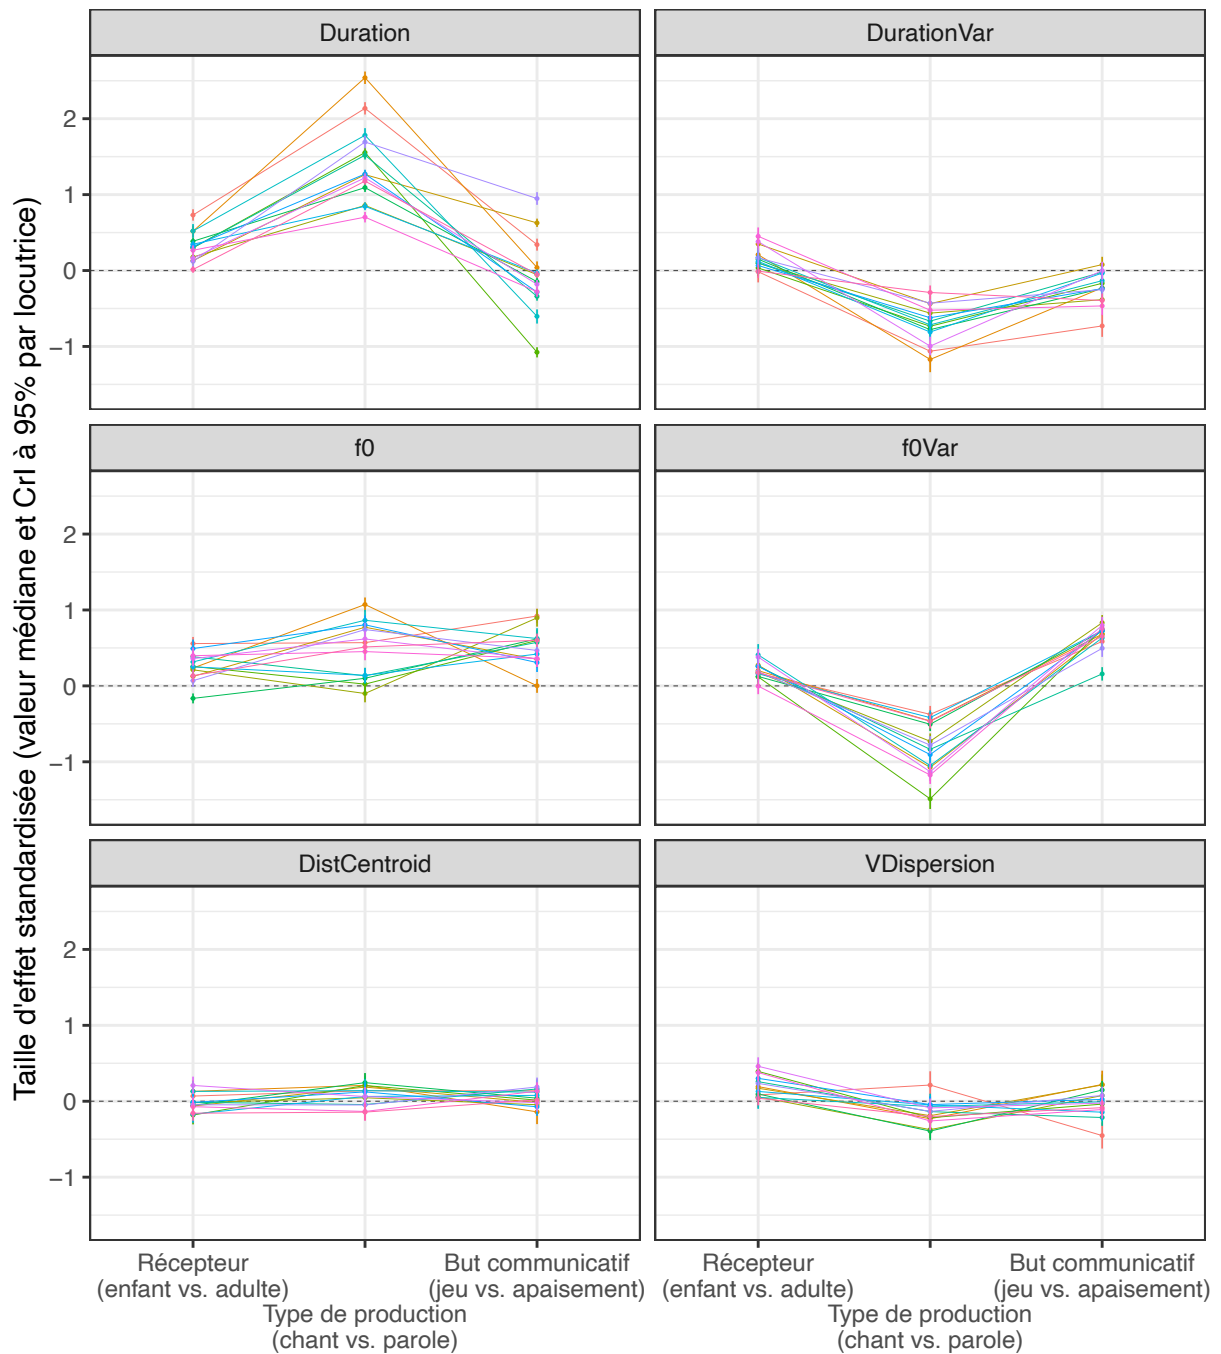 Taille d'effet standardisée (valeur médiane et CrI à 95% par locutrice)
Duration
DurationVar
2
1
0
−1
f0
f0Var
2
1
0
−1
DistCentroid
VDispersion
2
1
0
−1
Récepteur
(enfant vs. adulte)
Type de production
(chant vs. parole)
But communicatif
(jeu vs. apaisement)
Récepteur
(enfant vs. adulte)
Type de production
(chant vs. parole)
But communicatif
(jeu vs. apaisement)